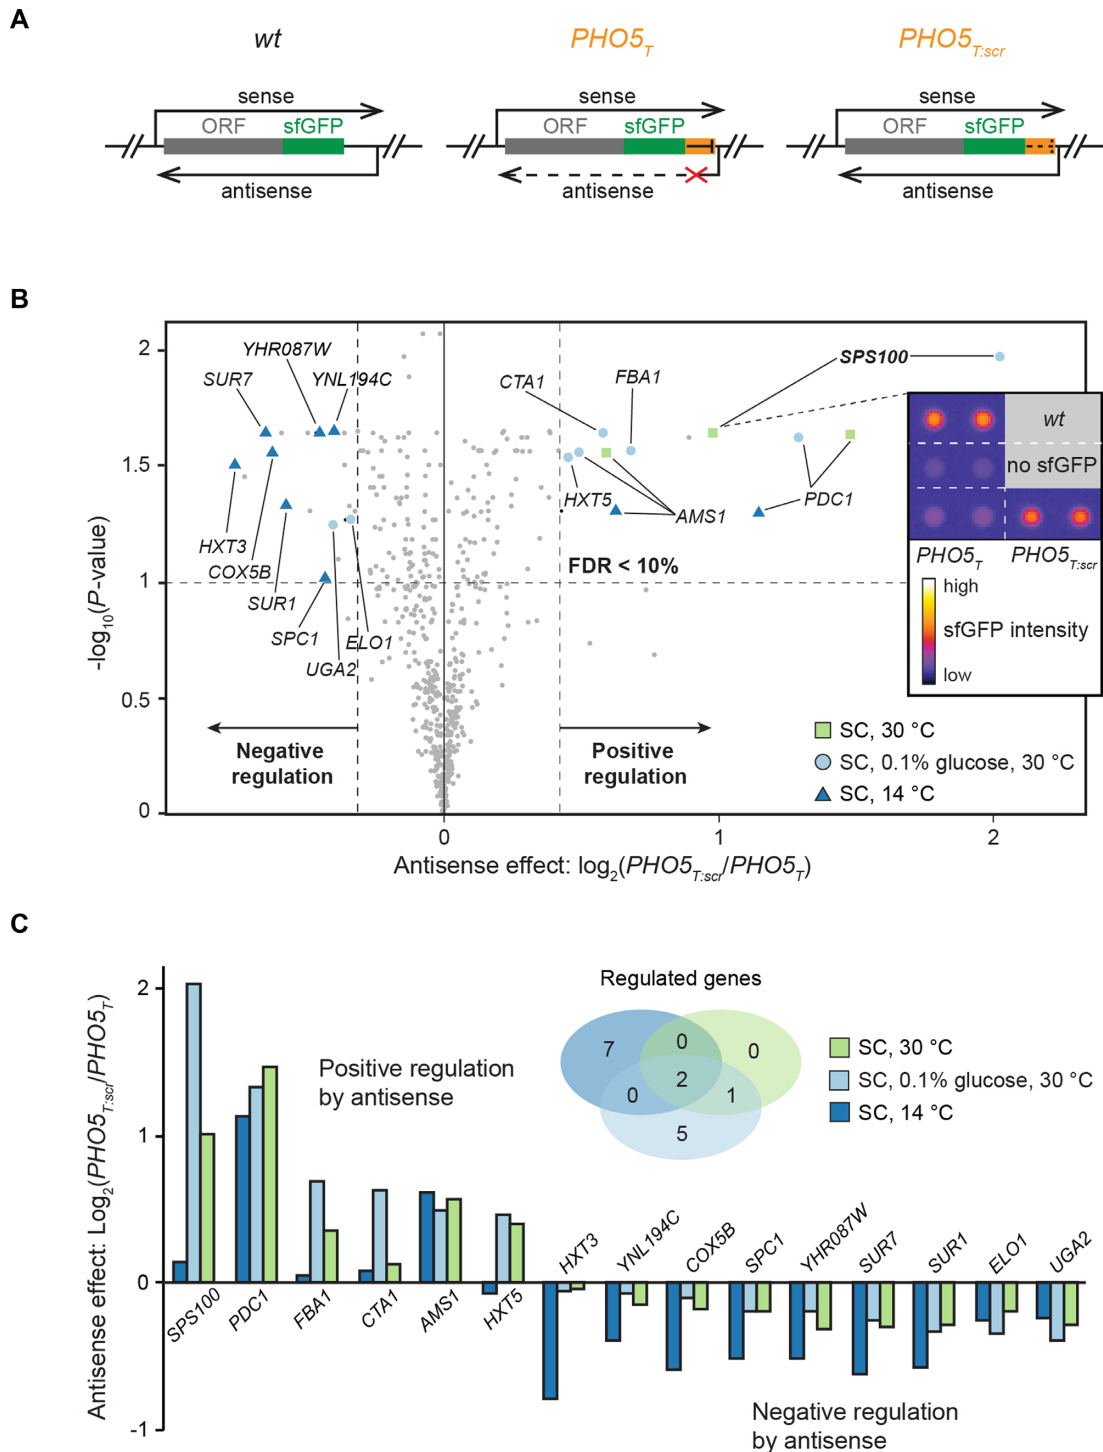 A
wt
PHO5T
PHO5T:scr
sense
sense
sense
ORF
sfGFP
ORF
sfGFP
ORF
sfGFP
antisense
antisense
antisense
B
-log10(P-value)
2
1.5
1
0.5
0
YHR087W
SUR7
YNL194C
HXT3
COX5B
SUR1
SPC1
UGA2
ELO1
CTA1
FBA1
SPS100
HXT5
AMS1
PDC1
FDR < 10%
wt
no sfGFP
PHO5T
PHO5T:scr
high
sfGFP intensity
low
Negative
regulation
Positive
regulation
SC, 30 °C
SC, 0.1% glucose, 30 °C
SC, 14 °C
0
1
2
Antisense effect: log2(PHO5T:scr/PHO5T)
C
Antisense effect: Log2(PHO5T:scr/PHO5T)
2
1
0
-1
Regulated genes
7
0
0
2
0
1
5
SC, 30 °C
SC, 0.1% glucose, 30 °C
SC, 14 °C
Positive regulation
by antisense
SPS100
PDC1
FBA1
CTA1
AMS1
HXT5
HXT3
YNL194C
COX5B
SPC1
YHR087W
SUR7
SUR1
ELO1
UGA2
Negative regulation
by antisense